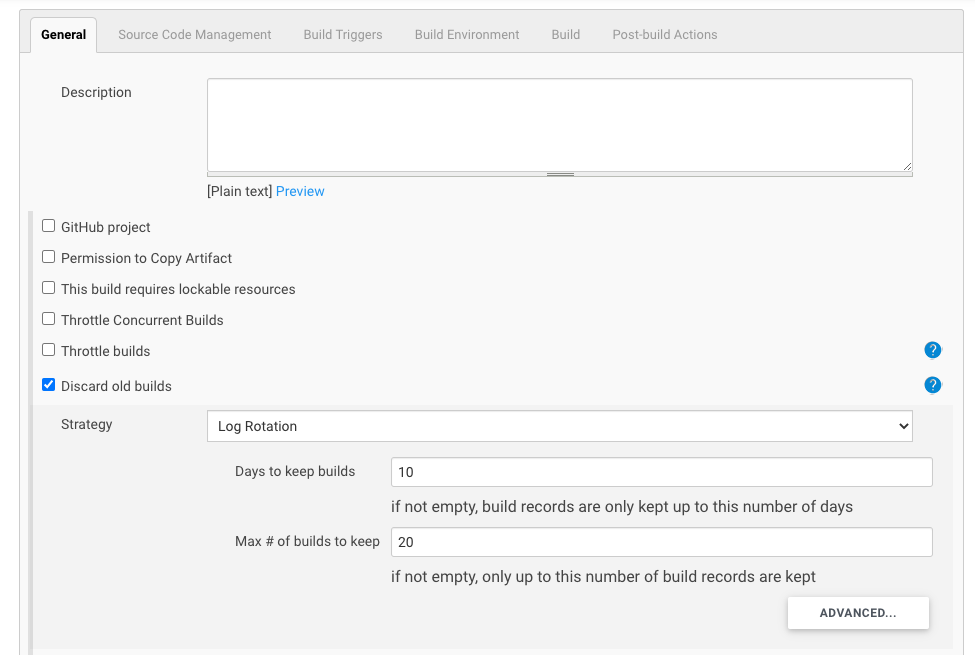 General Source Code Management Build Triggers Build Environment Build Post-build Actions
Description
[Plain text] Preview
GitHub project
Permission to Copy Artifact
This build requires lockable resources
Throttle Concurrent Builds
Throttle builds ?
Discard old builds ?
Strategy Log Rotation
Days to keep builds 10
if not empty, build records are only kept up to this number of days
Max # of builds to keep 20
if not empty, only up to this number of build records are kept
ADVANCED...